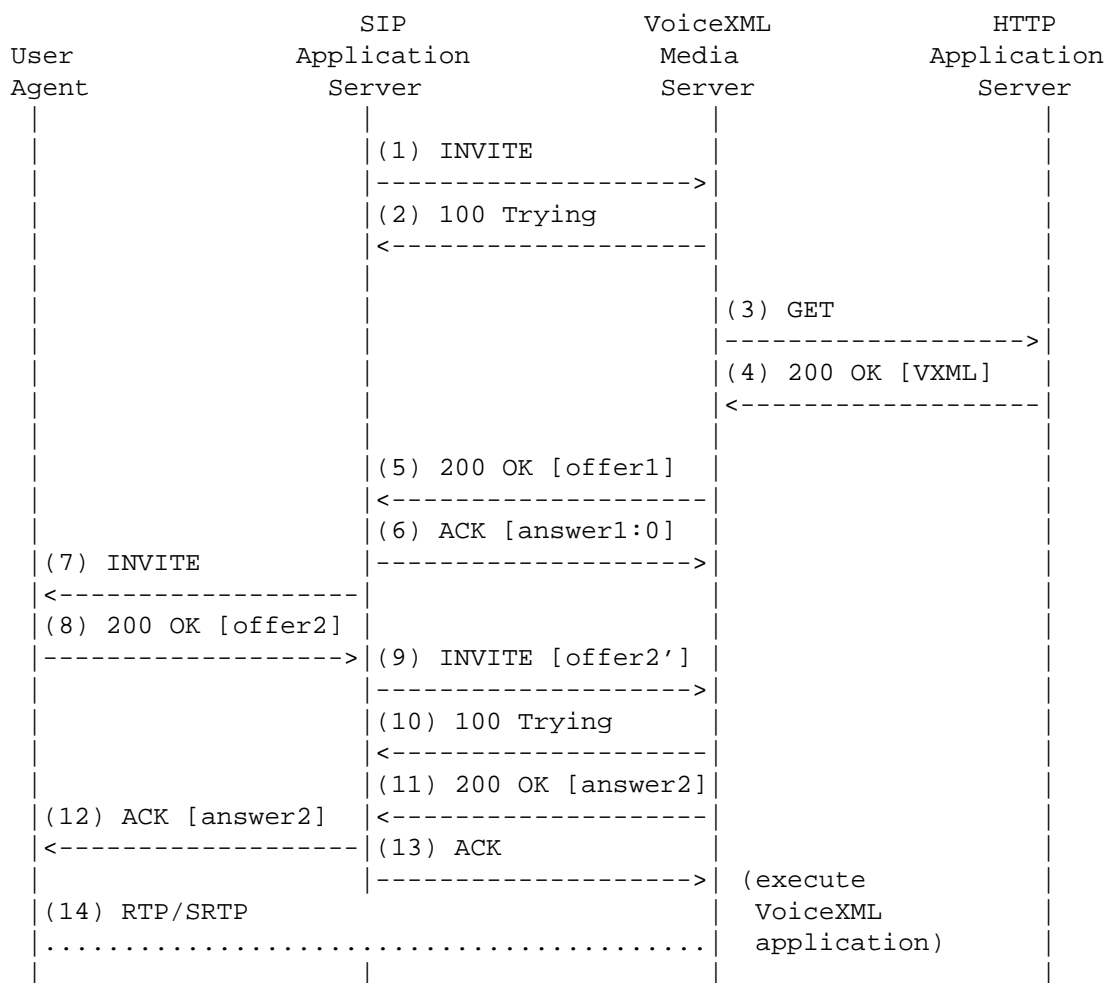 SIP VoiceXML HTTP
User Application Media Application
Agent Server Server Server
(1) INVITE
(2) 100 Trying
(3) GET
(4) 200 OK [VXML]
(5) 200 OK [offer1]
(6) ACK [answer1:0]
(7) INVITE
(8) 200 OK [offer2]
(9) INVITE [offer2']
(10) 100 Trying
(11) 200 OK [answer2]
(12) ACK [answer2]
(13) ACK
(execute
(14) RTP/SRTP VoiceXML
application)